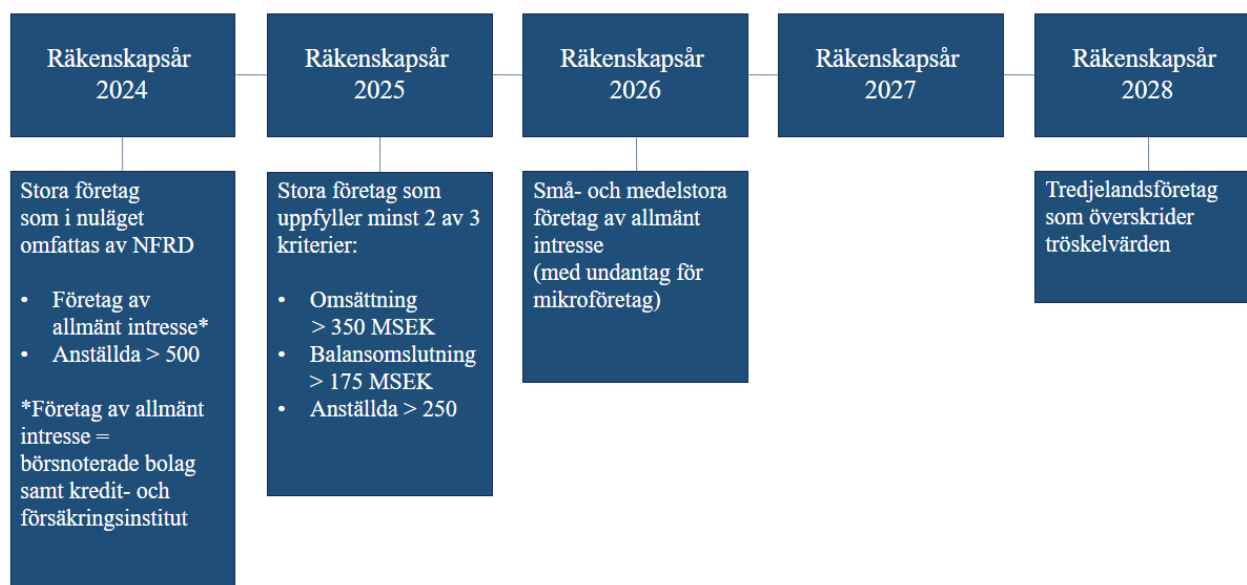 Räkenskapsår
2024
Räkenskapsår
2025
Räkenskapsår
2026
Räkenskapsår
2027
Räkenskapsår
2028
Stora företag
som i nuläget
omfattas av NFRD
• Företag av
allmänt intresse*
• Anställda > 500
*Företag av allmänt
intresse =
börsnoterade bolag
samt kredit- och
försäkringsinstitut
Stora företag som
uppfyller minst 2 av 3
kriterier:
• Omsättning
> 350 MSEK
• Balansomslutning
> 175 MSEK
• Anställda > 250
Små- och medelstora
företag av allmänt
intresse
(med undantag för
mikroföretag)
Tredjelandsföretag
som överskrider
tröskelvärden